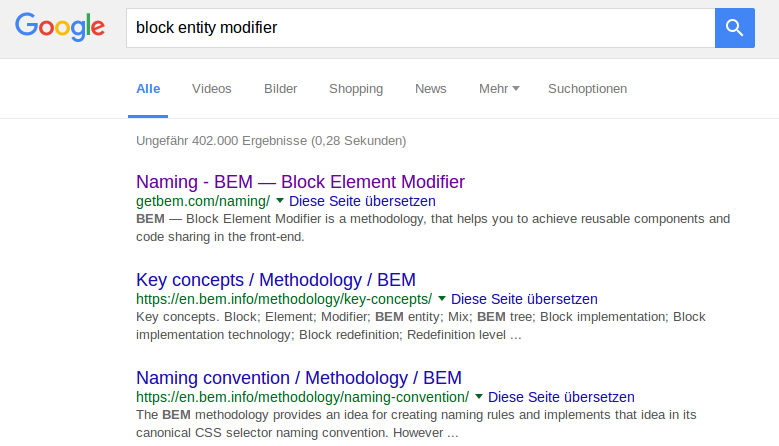 Google block entity modifier
Alle Videos Bilder Shopping News Mehr Suchoptionen
Ungefähr 402.000 Ergebnisse (0,28 Sekunden)
Naming - BEM — Block Element Modifier
getbem.com/naming/ Diese Seite übersetzen
BEM — Block Element Modifier is a methodology, that helps you to achieve reusable components and
code sharing in the front-end.
Key concepts / Methodology / BEM
https://en.bem.info/methodology/key-concepts/ Diese Seite übersetzen
Key concepts. Block; Element; Modifier; BEM entity; Mix; BEM tree; Block implementation; Block
implementation technology; Block redefinition; Redefinition level ...
Naming convention / Methodology / BEM
https://en.bem.info/methodology/naming-convention/ Diese Seite übersetzen
The BEM methodology provides an idea for creating naming rules and implements that idea in its
canonical CSS selector naming convention. However ...